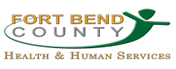 FORT BEND
COUNTY
HEALTH & HUMAN SERVICES